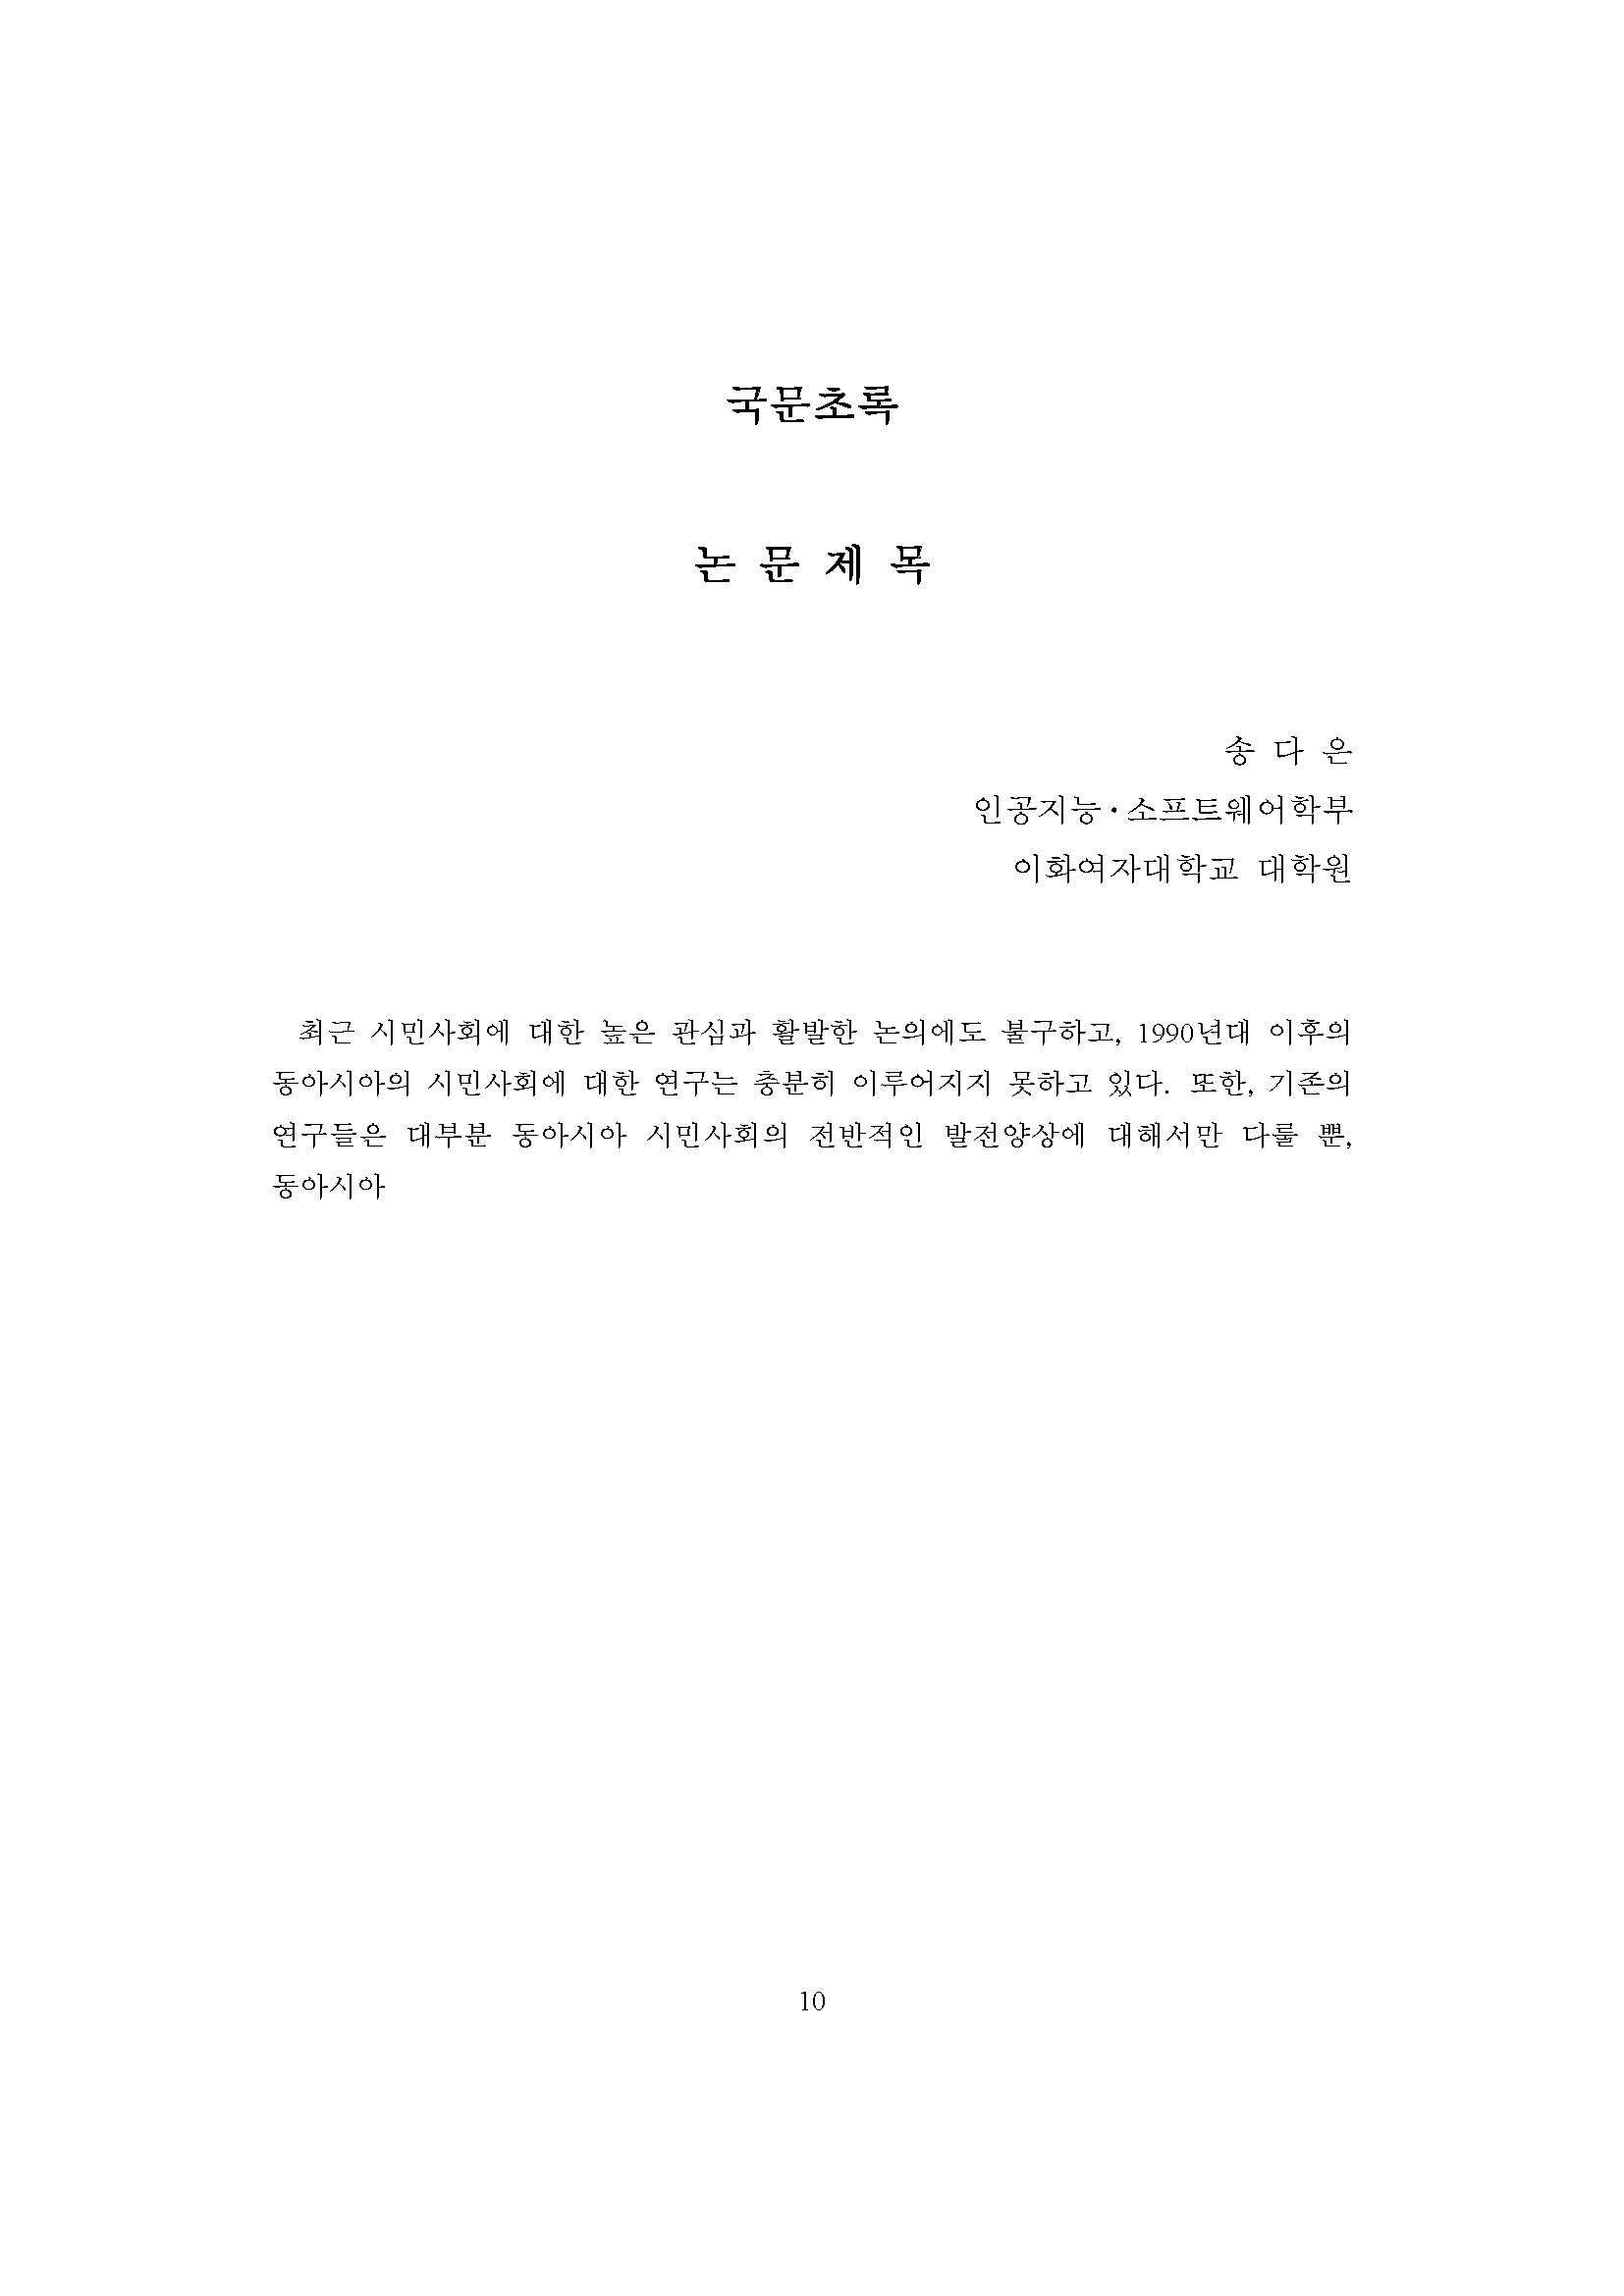 국문초록
논 문 제 목
송 다 은
인공지능·소프트웨어학부
이화여자대학교 대학원
최근 시민사회에 대한 높은 관심과 활발한 논의에도 불구하고, 1990년대 이후의
동아시아의 시민사회에 대한 연구는 충분히 이루어지지 못하고 있다. 또한, 기존의
연구들은 대부분 동아시아 시민사회의 전반적인 발전양상에 대해서만 다룰 뿐,
동아시아
10